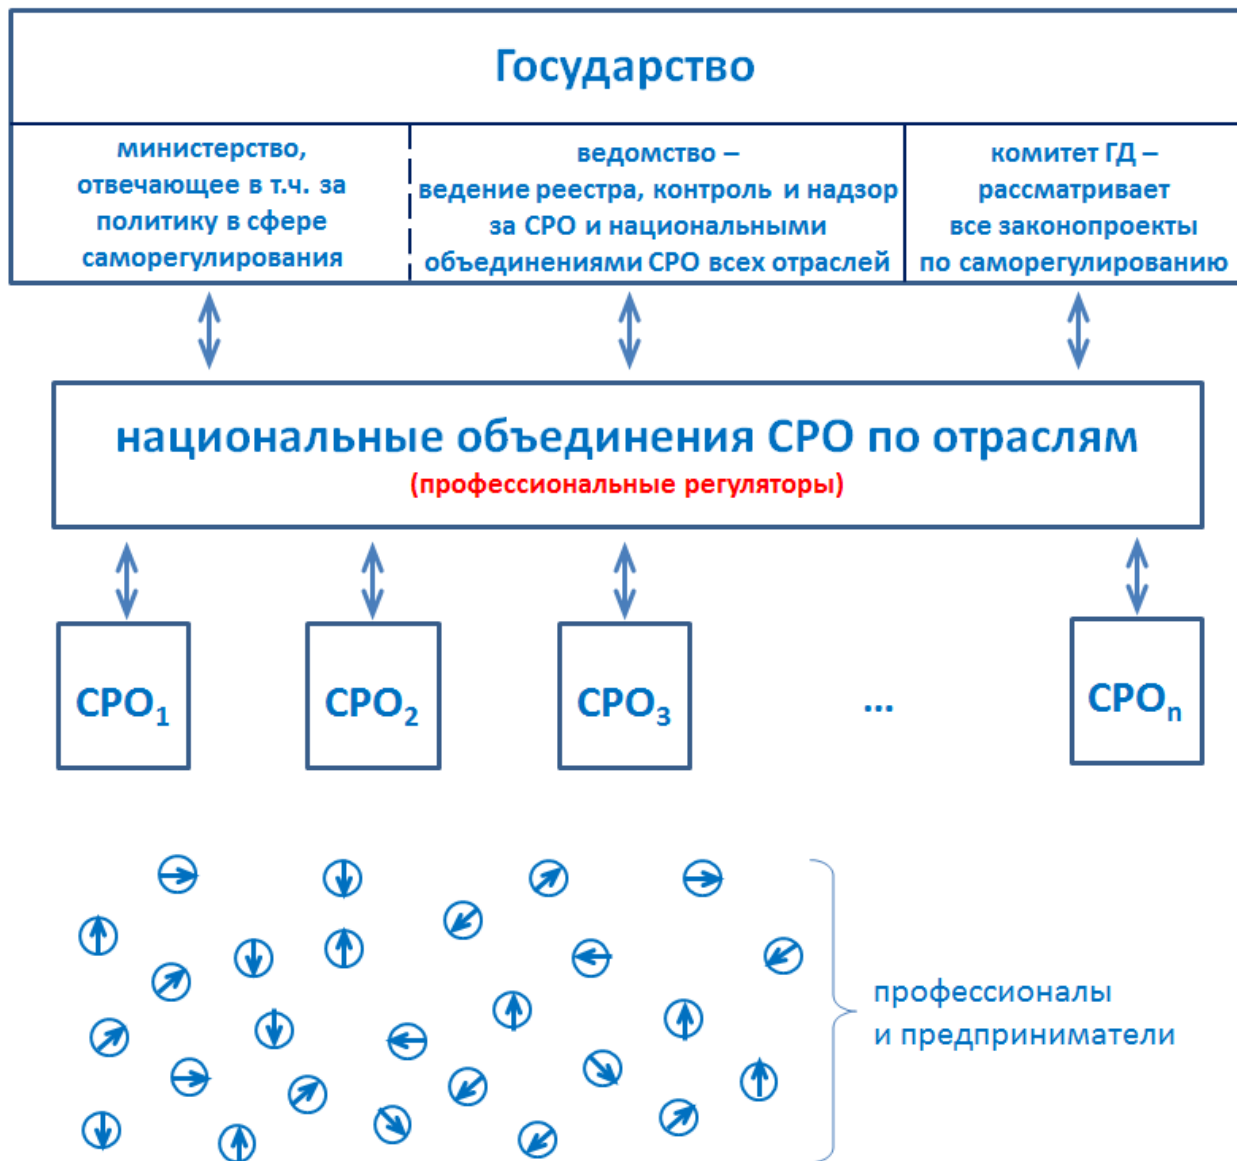 Государство
министерство,
отвечающее в т.ч. за
политику в сфере
саморегулирования
ведомство –
ведение реестра, контроль и надзор
за СРО и национальными
объединениями СРО всех отраслей
комитет ГД –
рассматривает
все законопроекты
по саморегулированию
национальные объединения СРО по отраслям
(профессиональные регуляторы)
СРО₁
СРО₂
СРО₃
...
СРОₙ
профессионалы
и предприниматели